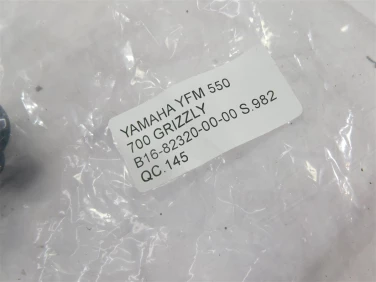 YAMAHA YFM 550
700 GRIZZLY
B16-82320-00-00 S.982
QC.145